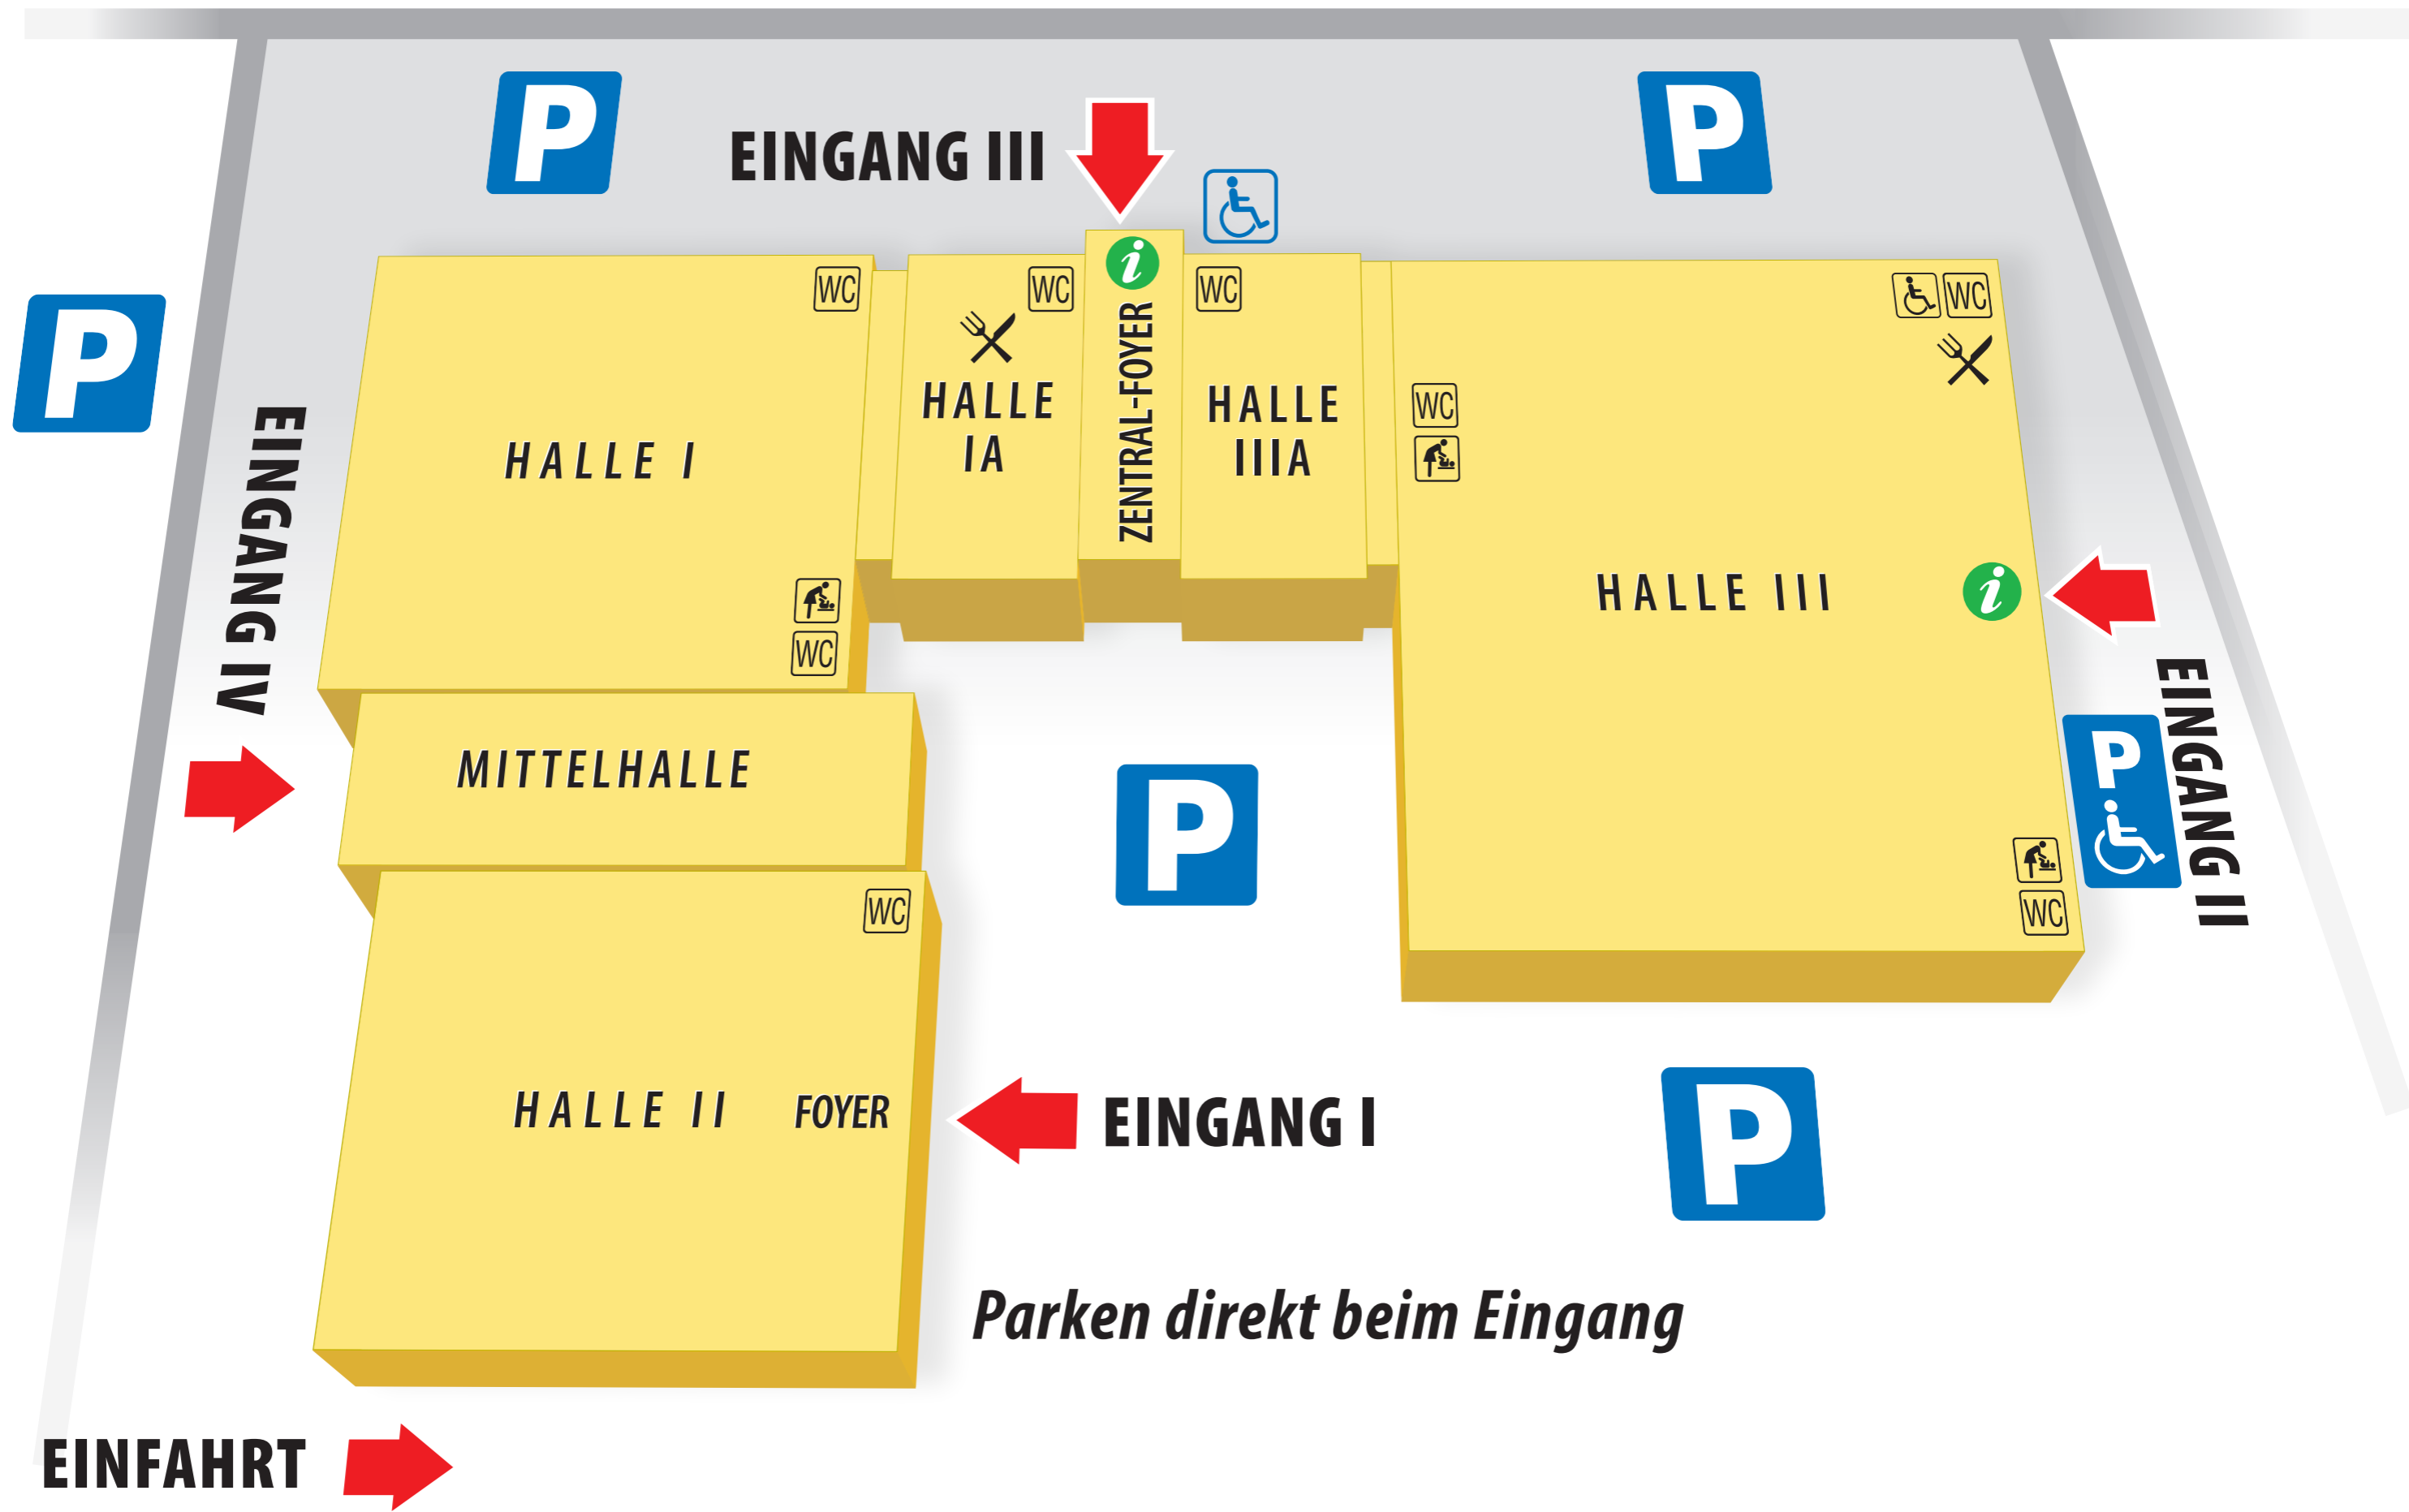 P
P
EINGANG III
P
i
WC
WC
WC
WC
HALLE I
HALLE
IA
ZENTRAL-FOYER
HALLE
IIIA
WC
EINGANG IV
HALLE III
i
WC
EINGANG II
MITTELHALLE
P
P
WC
WC
HALLE II
FOYER
EINGANG I
P
Parken direkt beim Eingang
EINFAHRT